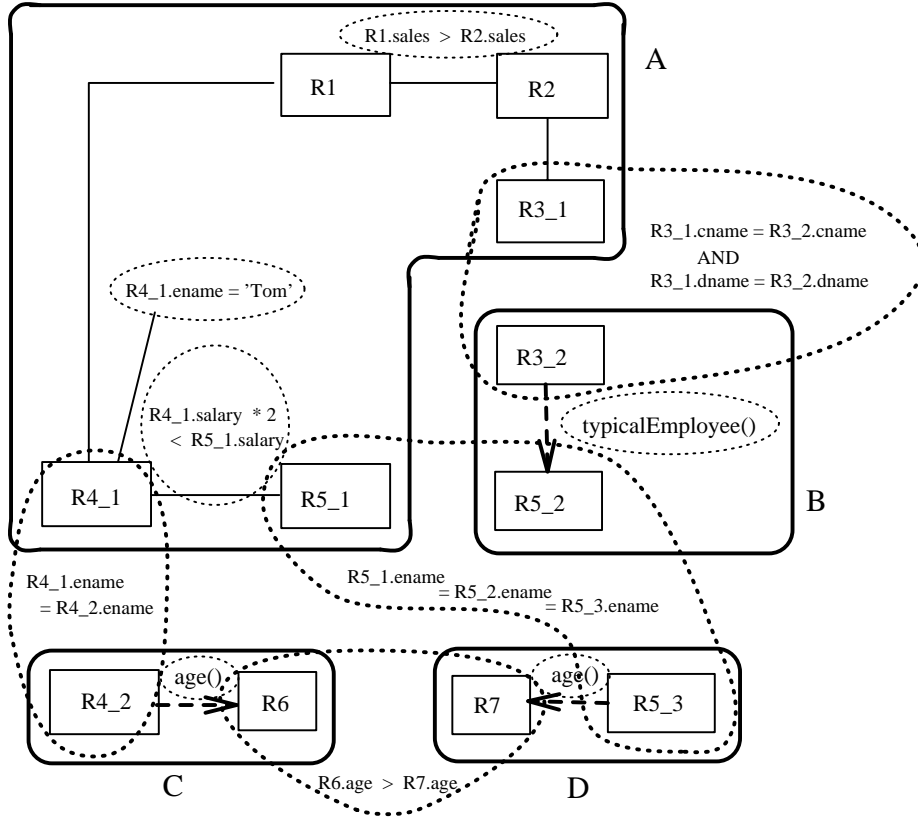 R1.sales > R2.sales
A
R1
R2
R3_1
R3_1.cname = R3_2.cname
AND
R3_1.dname = R3_2.dname
R4_1.ename = 'Tom'
R3_2
R4_1.salary * 2
< R5_1.salary
typicalEmployee()
R4_1
R5_1
R5_2
B
R4_1.ename
= R4_2.ename
R5_1.ename
= R5_2.ename
= R5_3.ename
age()
age()
R4_2
R6
R7
R5_3
C
R6.age > R7.age
D